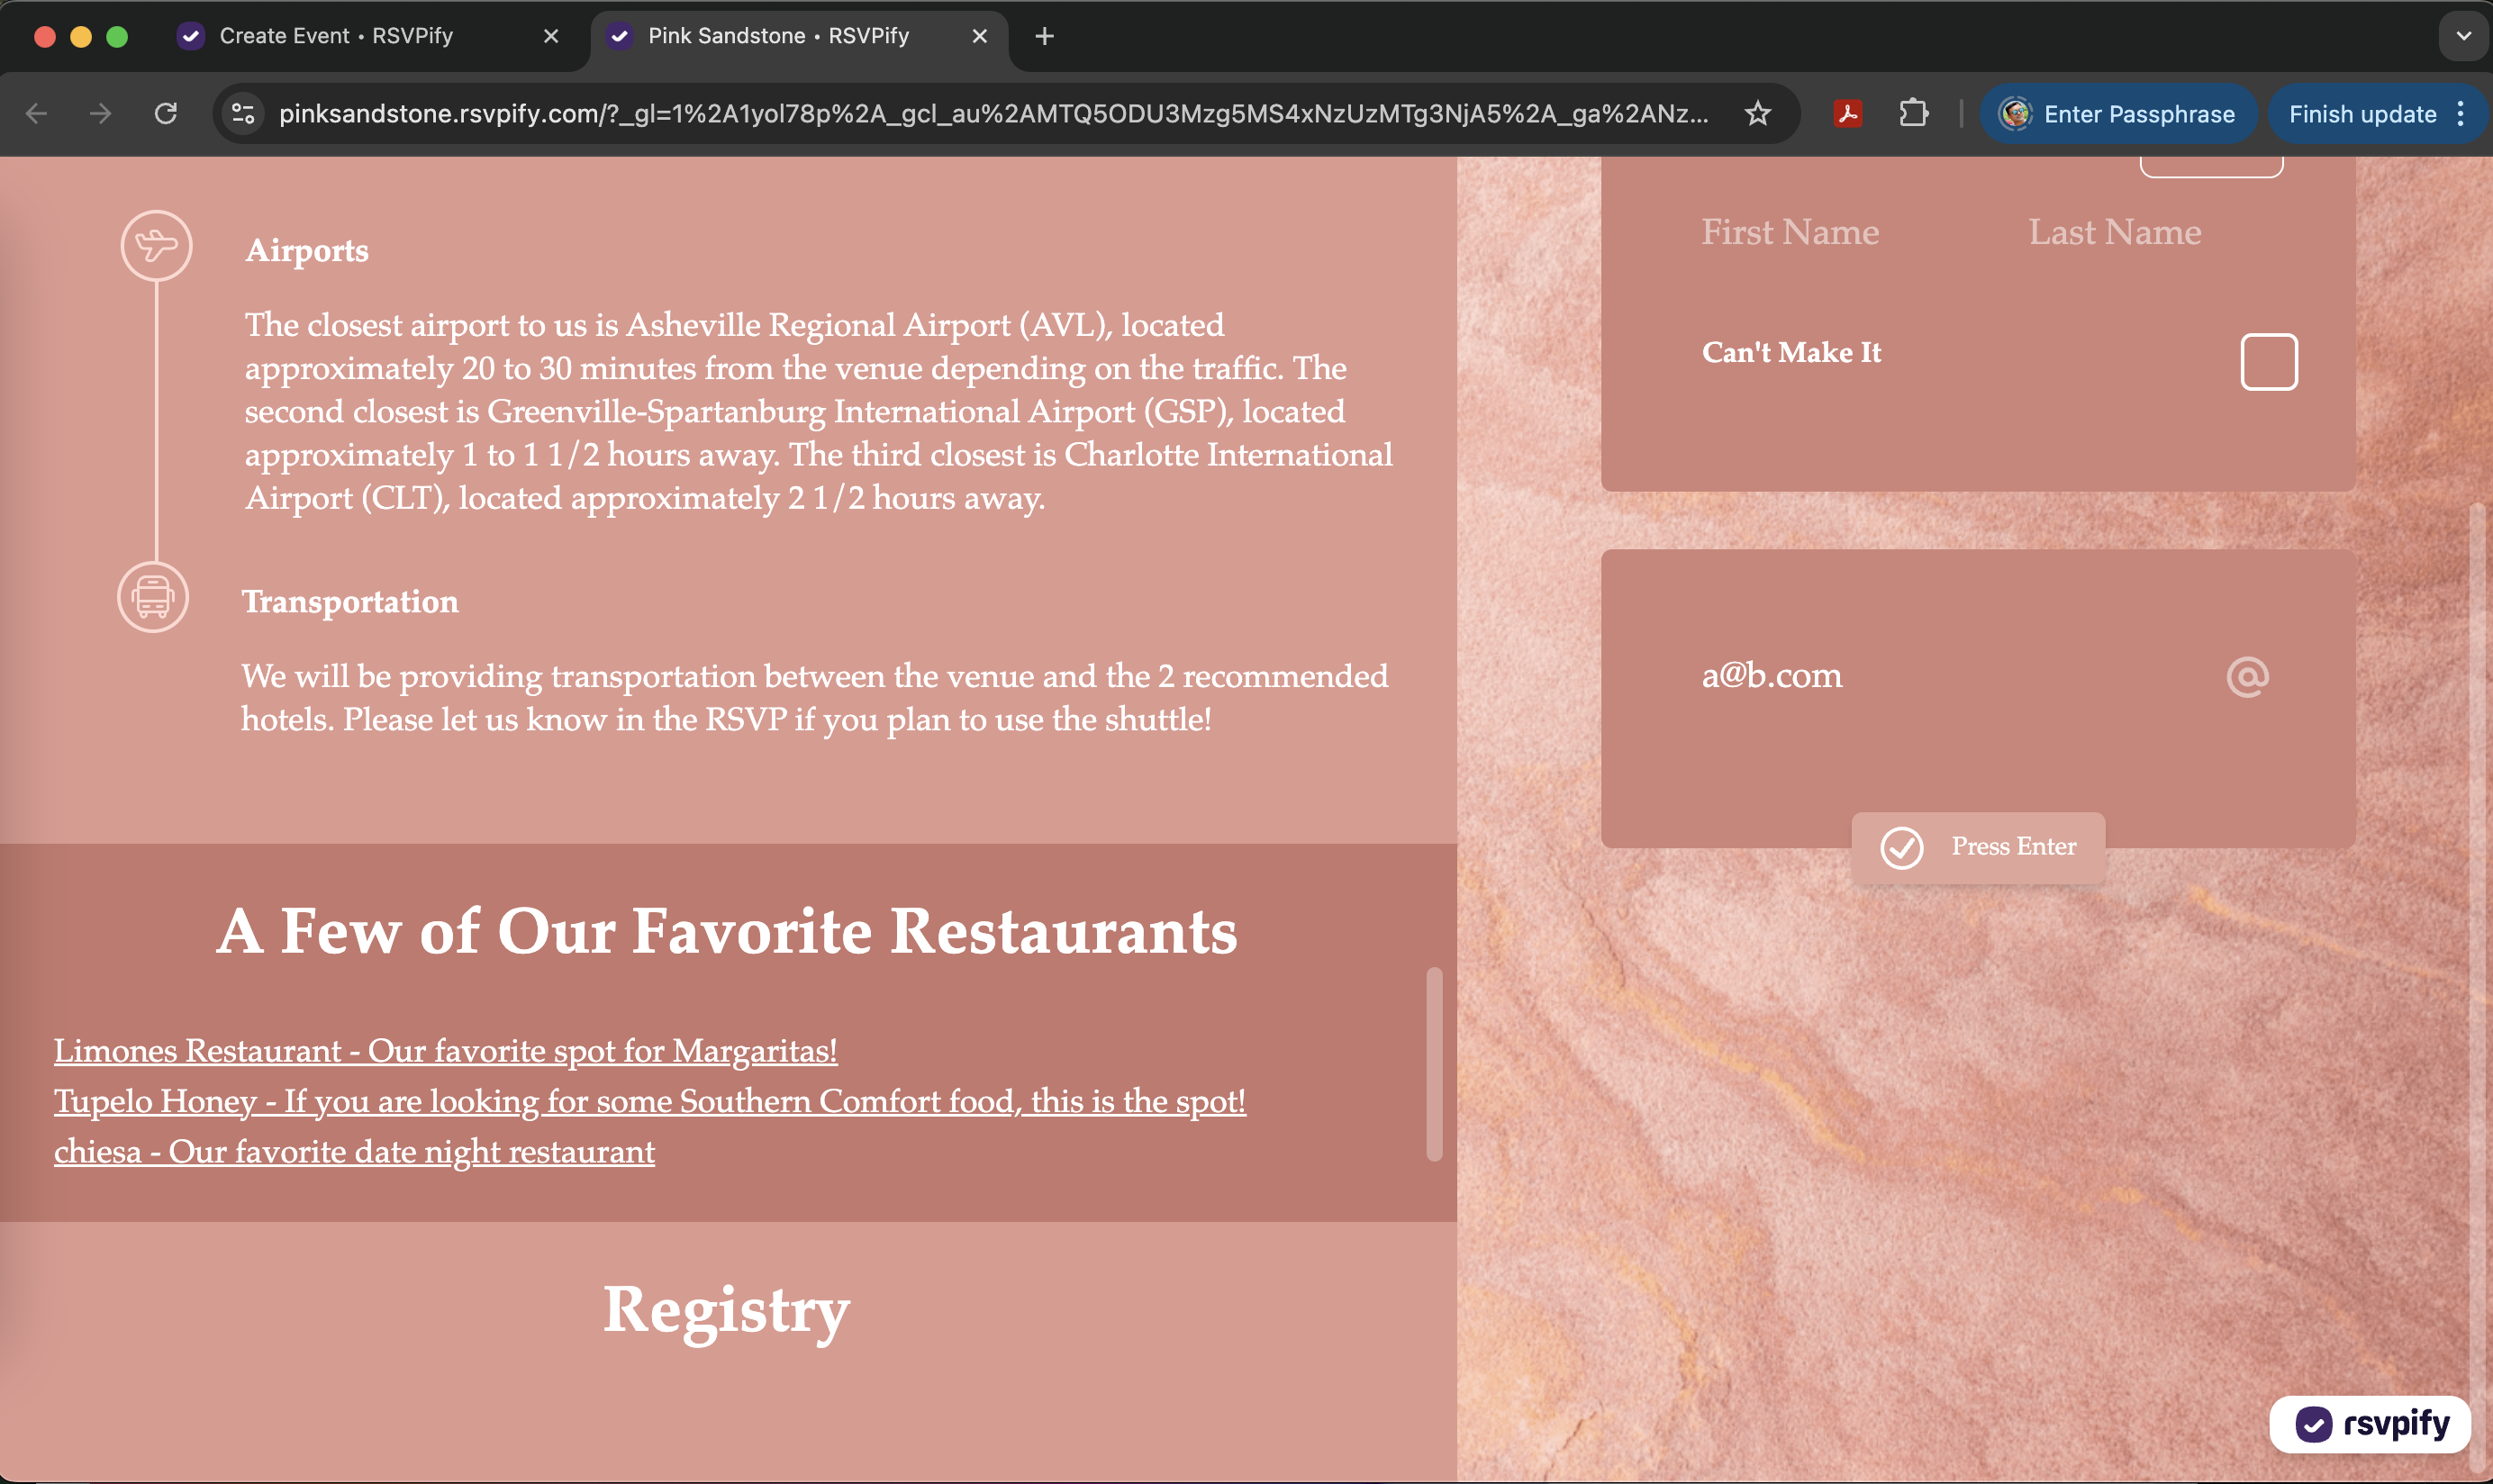 Create Event • RSVPify
Pink Sandstone • RSVPify
pinksandstone.rsvpify.com/?_gl=1%2A1yol78p%2A_gcl_au%2AMTQ5ODU3Mzg5MS4xNzUzMTg3NjA5%2A_ga%2ANz...
Enter Passphrase
Finish update
Airports
The closest airport to us is Asheville Regional Airport (AVL), located
approximately 20 to 30 minutes from the venue depending on the traffic. The
second closest is Greenville-Spartanburg International Airport (GSP), located
approximately 1 to 1 1/2 hours away. The third closest is Charlotte International
Airport (CLT), located approximately 2 1/2 hours away.
Transportation
We will be providing transportation between the venue and the 2 recommended
hotels. Please let us know in the RSVP if you plan to use the shuttle!
A Few of Our Favorite Restaurants
Limones Restaurant - Our favorite spot for Margaritas!
Tupelo Honey - If you are looking for some Southern Comfort food, this is the spot!
chiesa - Our favorite date night restaurant
Registry
First Name
Last Name
Can't Make It
a@b.com
@
Press Enter
rsvpify